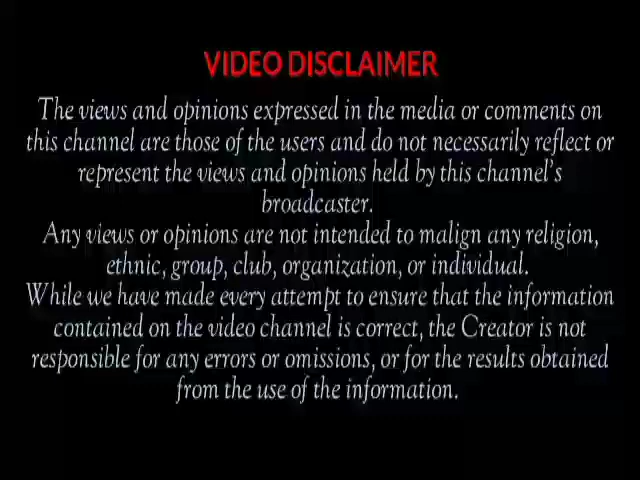 VIDEO DISCLAIMER
The views and opinions expressed in the media or comments on
this channel are those of the users and do not necessarily reflect or
represent the views and opinions held by this channel's
broadcaster.
Any views or opinions are not intended to malign any religion,
ethnic, group, club, organization, or individual.
While we have made every attempt to ensure that the information
contained on the video channel is correct, the Creator is not
responsible for any errors or omissions, or for the results obtained
from the use of the information.